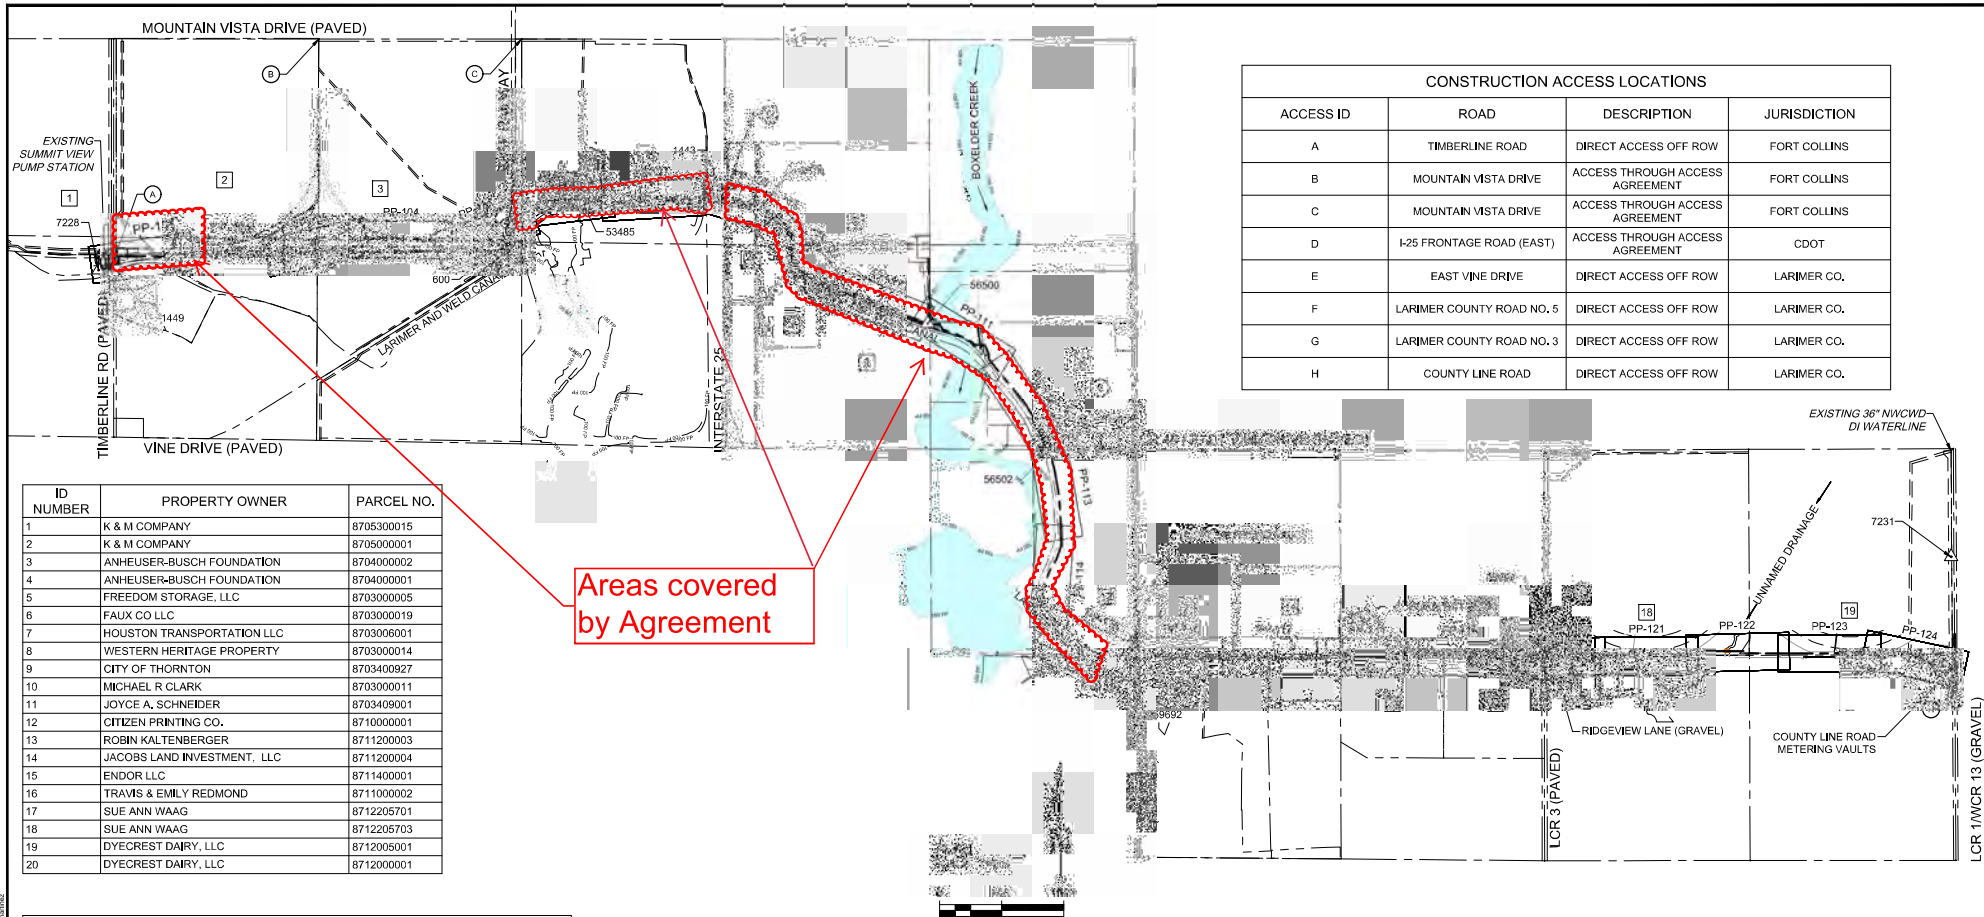 MOUNTAIN VISTA DRIVE (PAVED)
B
C
EXISTING
SUMMIT VIEW
PUMP STATION
1
2
3
A
7228
PP-1
PP-104
1443
53485
600
1449
LARIMER AND WELD CANAL
TIMBERLINE RD (PAVED)
VINE DRIVE (PAVED)
INTERSTATE 25
BOXELDER CREEK
56500
PP-111
56502
PP-113
Areas covered
by Agreement
CONSTRUCTION ACCESS LOCATIONS
ACCESS ID ROAD DESCRIPTION JURISDICTION
A TIMBERLINE ROAD DIRECT ACCESS OFF ROW FORT COLLINS
B MOUNTAIN VISTA DRIVE ACCESS THROUGH ACCESS AGREEMENT FORT COLLINS
C MOUNTAIN VISTA DRIVE ACCESS THROUGH ACCESS AGREEMENT FORT COLLINS
D I-25 FRONTAGE ROAD (EAST) ACCESS THROUGH ACCESS AGREEMENT CDOT
E EAST VINE DRIVE DIRECT ACCESS OFF ROW LARIMER CO.
F LARIMER COUNTY ROAD NO. 5 DIRECT ACCESS OFF ROW LARIMER CO.
G LARIMER COUNTY ROAD NO. 3 DIRECT ACCESS OFF ROW LARIMER CO.
H COUNTY LINE ROAD DIRECT ACCESS OFF ROW LARIMER CO.
EXISTING 36" NWCWD
DI WATERLINE
7231
UNNAMED DRAINAGE
18
19
PP-121
PP-122
PP-123
PP-124
9692
RIDGEVIEW LANE (GRAVEL)
COUNTY LINE ROAD
METERING VAULTS
LCR 3 (PAVED)
LCR 1/WCR 13 (GRAVEL)
ID NUMBER PROPERTY OWNER PARCEL NO.
1 K & M COMPANY 8705300015
2 K & M COMPANY 8705000001
3 ANHEUSER-BUSCH FOUNDATION 8704000002
4 ANHEUSER-BUSCH FOUNDATION 8704000001
5 FREEDOM STORAGE, LLC 8703000005
6 FAUX CO LLC 8703000019
7 HOUSTON TRANSPORTATION LLC 8703006001
8 WESTERN HERITAGE PROPERTY 8703000014
9 CITY OF THORNTON 8703400927
10 MICHAEL R CLARK 8703000011
11 JOYCE A. SCHNEIDER 8703409001
12 CITIZEN PRINTING CO. 8710000001
13 ROBIN KALTENBERGER 8711200003
14 JACOBS LAND INVESTMENT, LLC 8711200004
15 ENDOR LLC 8711400001
16 TRAVIS & EMILY REDMOND 8711000002
17 SUE ANN WAAG 8712205701
18 SUE ANN WAAG 8712205703
19 DYECREST DAIRY, LLC 8712005001
20 DYECREST DAIRY, LLC 8712000001